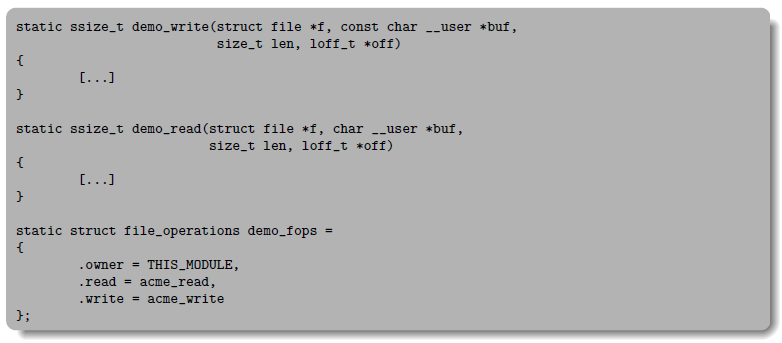 static ssize_t demo_write(struct file *f, const char __user *buf,
                          size_t len, loff_t *off)
{
        [...]
}

static ssize_t demo_read(struct file *f, char __user *buf,
                         size_t len, loff_t *off)
{
        [...]
}

static struct file_operations demo_fops =
{
        .owner = THIS_MODULE,
        .read = acme_read,
        .write = acme_write
};